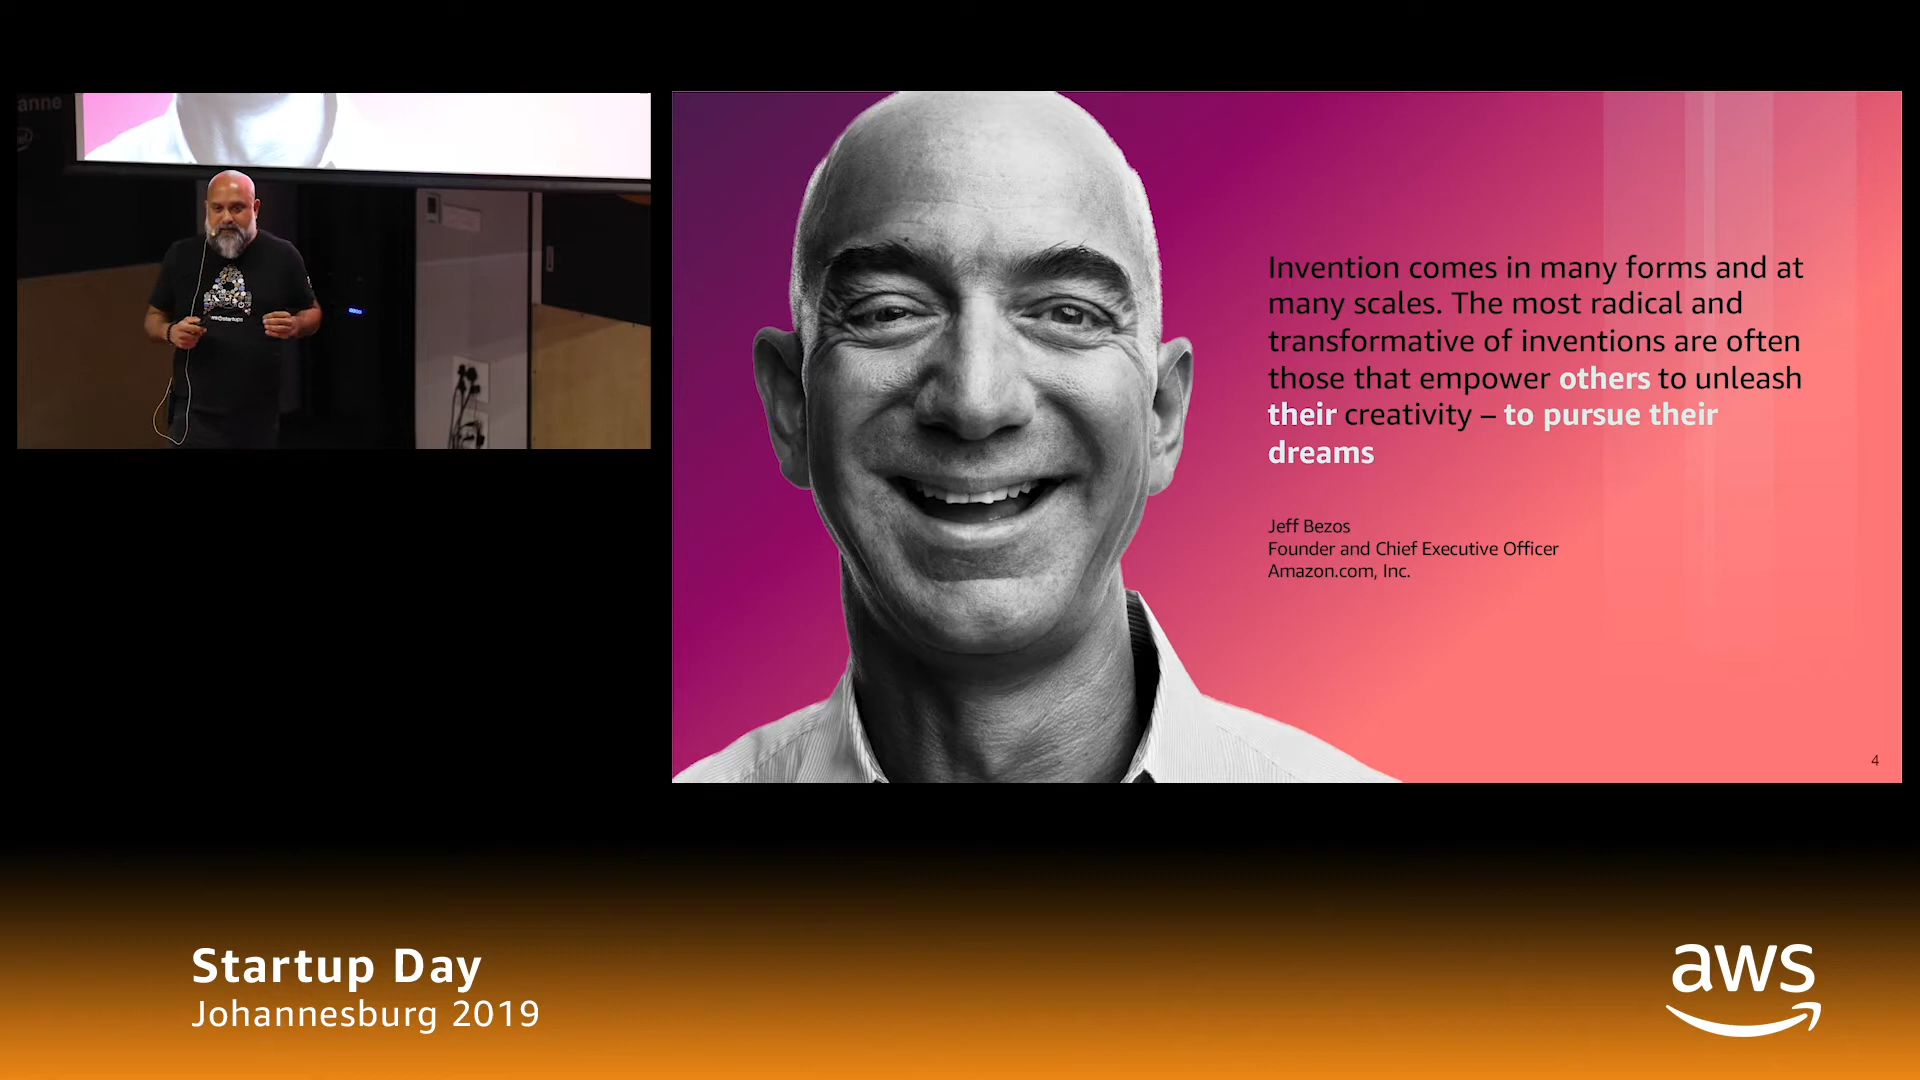 anne
Invention comes in many forms and at
many scales. The most radical and
transformative of inventions are often
those that empower others to unleash
their creativity – to pursue their
dreams
Jeff Bezos
Founder and Chief Executive Officer
Amazon.com, Inc.
4
Startup Day
Johannesburg 2019
aws